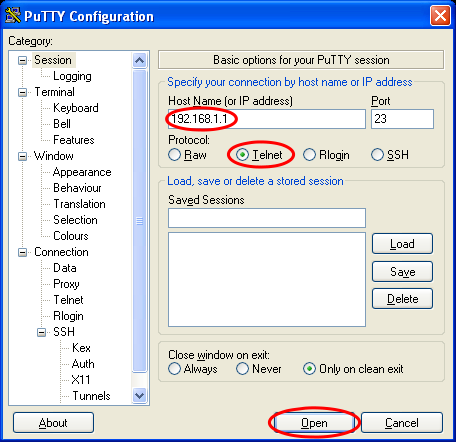 PuTTY Configuration
Category:
Session
Logging
Terminal
Keyboard
Bell
Features
Window
Appearance
Behaviour
Translation
Selection
Colours
Connection
Data
Proxy
Telnet
Rlogin
SSH
Kex
Auth
X11
Tunnels
Basic options for your PuTTY session
Specify your connection by host name or IP address
Host Name (or IP address) Port
192.168.1.1 23
Protocol:
Raw Telnet Rlogin SSH
Load, save or delete a stored session
Saved Sessions
Load
Save
Delete
Close window on exit:
Always Never Only on clean exit
About Open Cancel